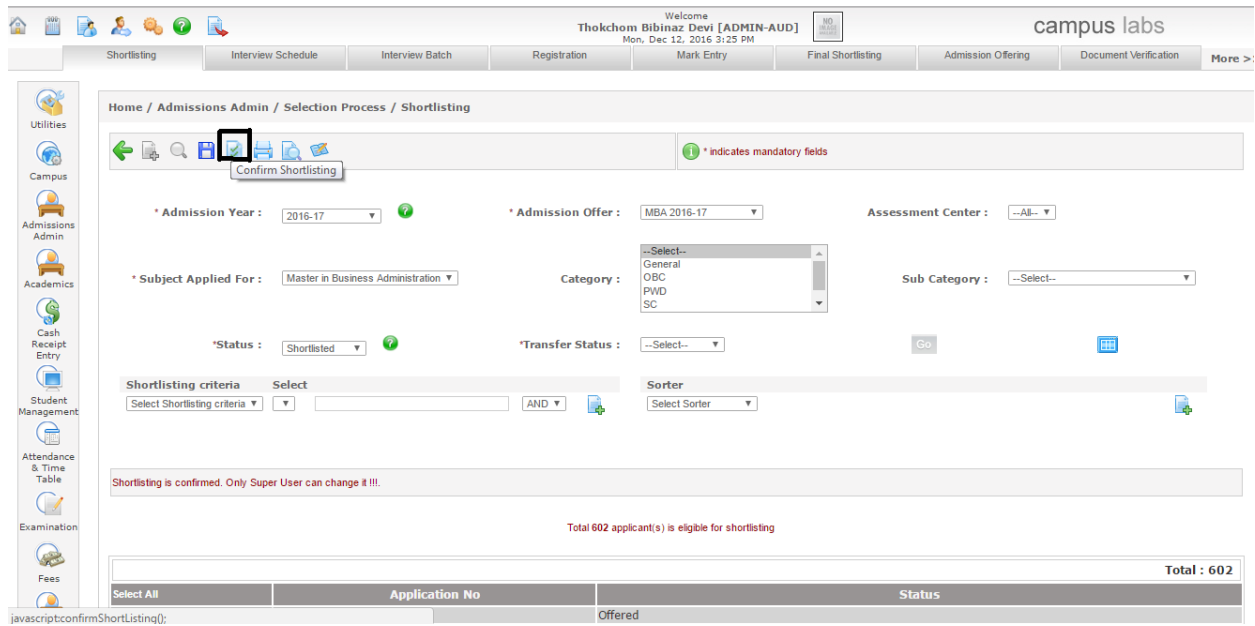 Welcome
Thokchom Bibinaz Devi [ADMIN-AUD]
Mon, Dec 12, 2016 3:25 PM
NO
IMAGE
campus labs
Shortlisting Interview Schedule Interview Batch Registration Mark Entry Final Shortlisting Admission Offering Document Verification More >
Utilities
Campus
Admissions
Admin
Academics
Cash
Receipt
Entry
Student
Management
Attendance
& Time
Table
Examination
Fees
Home / Admissions Admin / Selection Process / Shortlisting
Confirm Shortlisting
* indicates mandatory fields
* Admission Year : 2016-17 * Admission Offer : MBA 2016-17 Assessment Center : --All--
* Subject Applied For : Master in Business Administration Category : --Select--
General
OBC
PWD
SC
Sub Category : --Select--
*Status : Shortlisted *Transfer Status : --Select-- Go
Shortlisting criteria Select Sorter
Select Shortlisting criteria AND Select Sorter
Shortlisting is confirmed. Only Super User can change it !!!.
Total 602 applicant(s) is eligible for shortlisting
Total : 602
Select All Application No Status
Offered
javascript:confirmShortListing();